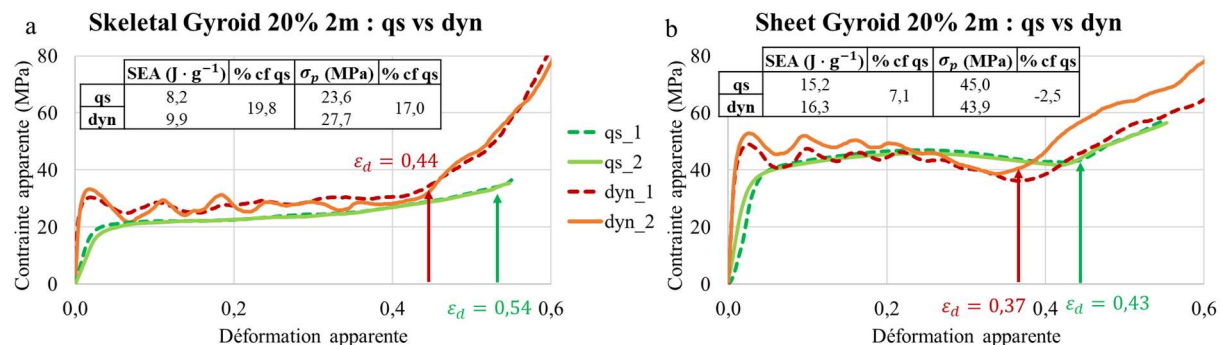 a
Skeletal Gyroid 20% 2m : qs vs dyn
Contrainte apparente (MPa)
80
60
40
20
0
SEA (J · g⁻¹) % cf qs σp (MPa) % cf qs
qs 8,2 19,8 23,6 17,0
dyn 9,9 27,7
εd = 0,44
εd = 0,54
0,0 0,2 0,4 0,6
Déformation apparente
qs_1
qs_2
dyn_1
dyn_2
b
Sheet Gyroid 20% 2m : qs vs dyn
Contrainte apparente (MPa)
80
60
40
20
0
SEA (J · g⁻¹) % cf qs σp (MPa) % cf qs
qs 15,2 7,1 45,0 -2,5
dyn 16,3 43,9
εd = 0,37
εd = 0,43
0,0 0,2 0,4 0,6
Déformation apparente